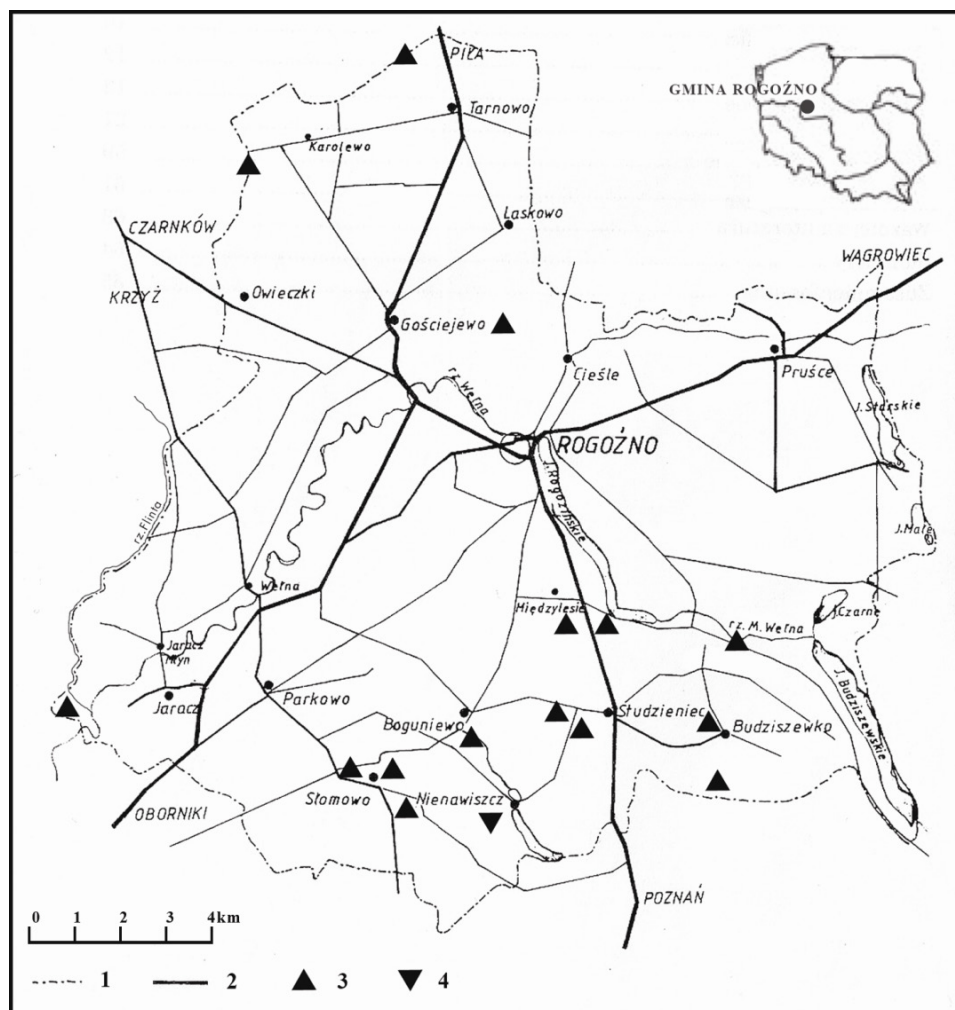 PIŁA
GMINA ROGOŹNO
Tarnowo
Karolewo
Laskowo
CZARNKÓW
WĄGROWIEC
KRZYŻ
Owieczki
Gościejewo
Cieśle
Pruśce
rz. Wełna
J. Starskie
ROGOŹNO
J. Rogozińskie
rz. Flinta
J. Małe
Wełna
Międzylesie
J. Czarne
rz. M. Wełna
Jaracz
Młyn
J. Budziszewskie
Jaracz
Parkowo
Boguniewo
Studzieniec
Budziszewko
Słomowo
Nienawiszcz
OBORNIKI
POZNAŃ
0 1 2 3 4km
1 2 3 4